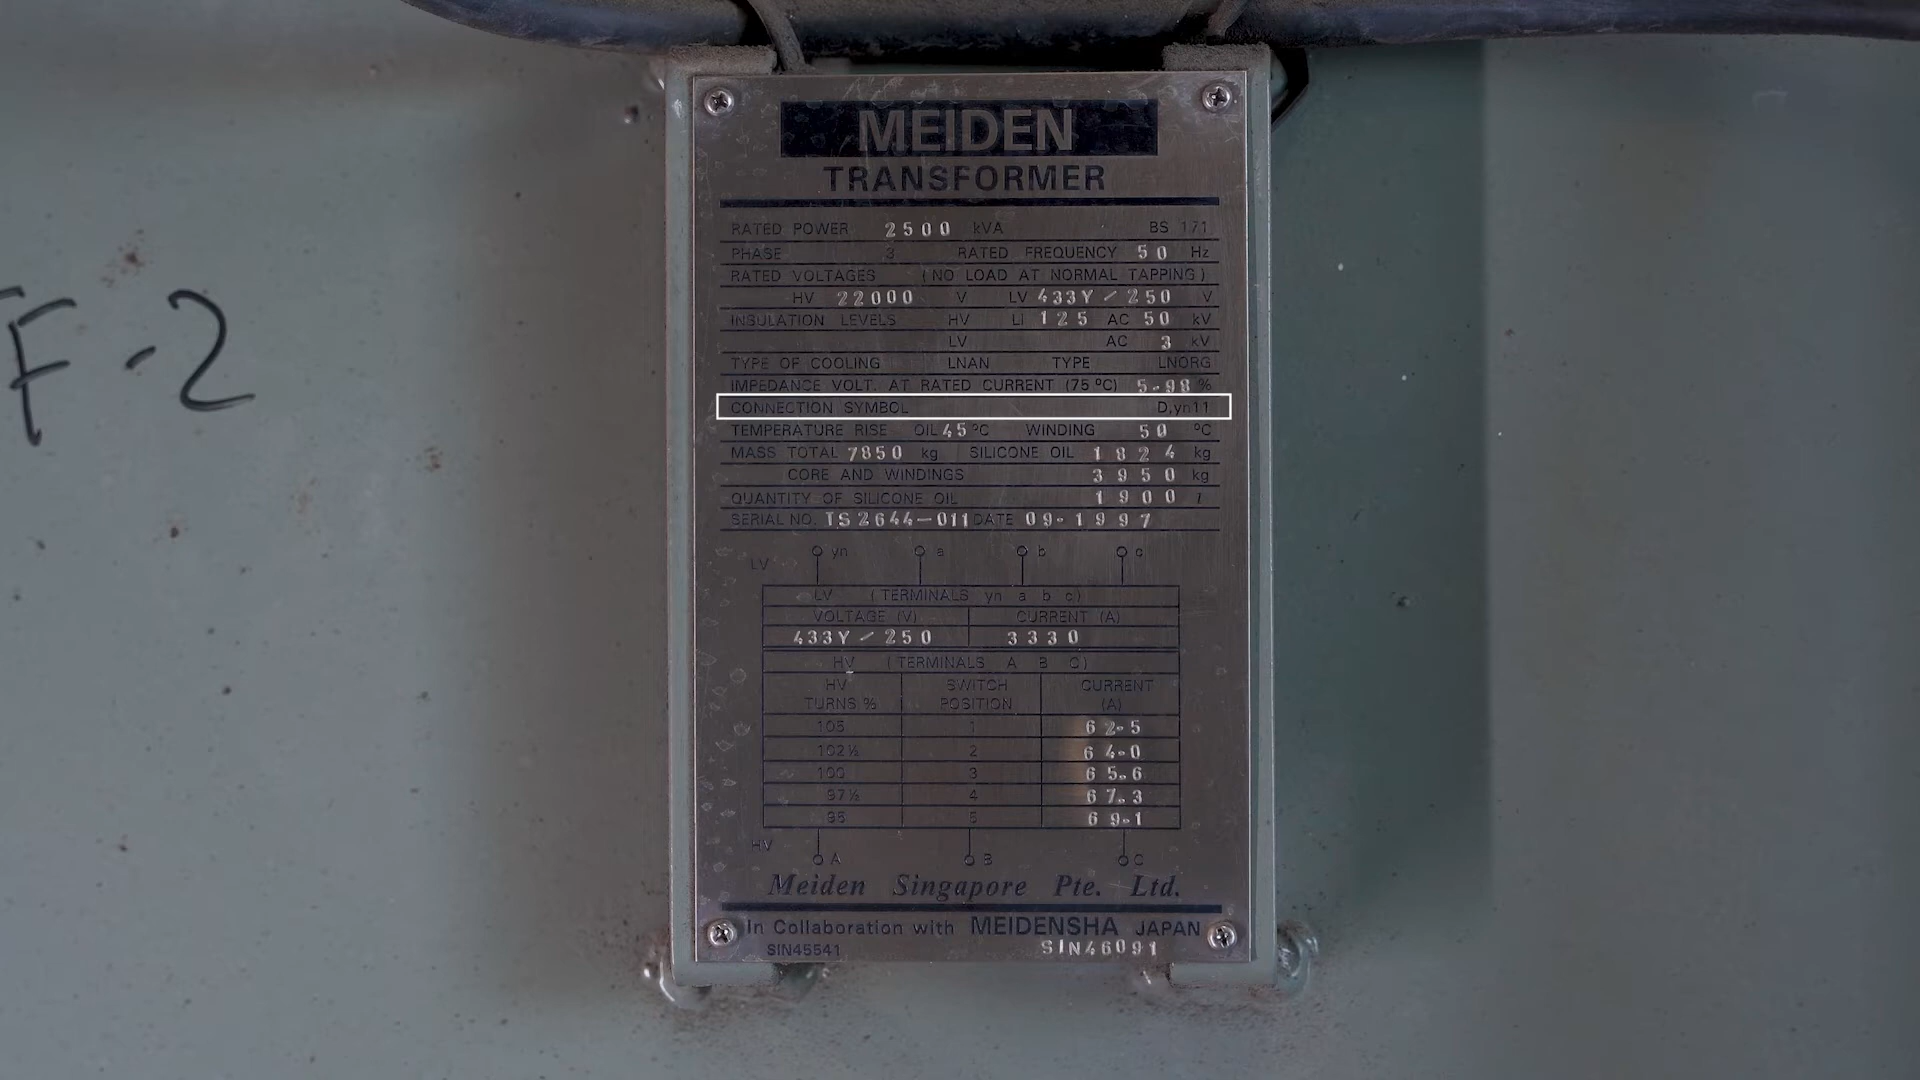 MEIDEN
TRANSFORMER
RATED POWER 2500 kVA BS 171
PHASE 3 RATED FREQUENCY 50 Hz
RATED VOLTAGES (NO LOAD AT NORMAL TAPPING)
HV 22000 V LV 433Y/250 V
INSULATION LEVELS HV LI 125 AC 50 kV
LV AC 3 kV
TYPE OF COOLING LNAN TYPE LNORG
IMPEDANCE VOLT. AT RATED CURRENT (75 °C) 5-98 %
CONNECTION SYMBOL D,yn11
TEMPERATURE RISE OIL 45 °C WINDING 50 °C
MASS TOTAL 7850 kg SILICONE OIL 1824 kg
CORE AND WINDINGS 3950 kg
QUANTITY OF SILICONE OIL 1900 l
SERIAL NO. TS2644-011 DATE 09-1997
yn a b c
LV
LV (TERMINALS yn a b c)
VOLTAGE (V) CURRENT (A)
433Y/250 3330
HV (TERMINALS A B C)
HV TURNS % SWITCH POSITION CURRENT (A)
105 1 62-5
102½ 2 64-0
100 3 65.6
97½ 4 67.3
95 5 69-1
HV
A B C
Meiden Singapore Pte. Ltd.
In Collaboration with MEIDENSHA JAPAN
SIN45541 SIN46091
F-2